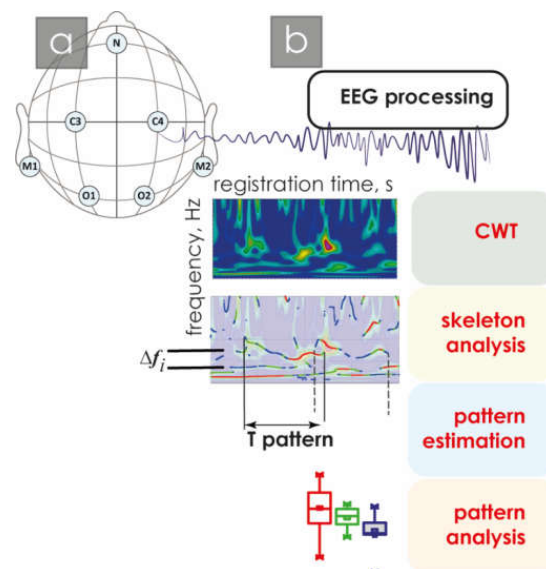 a
b
N
EEG processing
C3
C4
M1
M2
O1
O2
registration time, s
frequency, Hz
CWT
skeleton
analysis
Δfi
T pattern
pattern
estimation
pattern
analysis